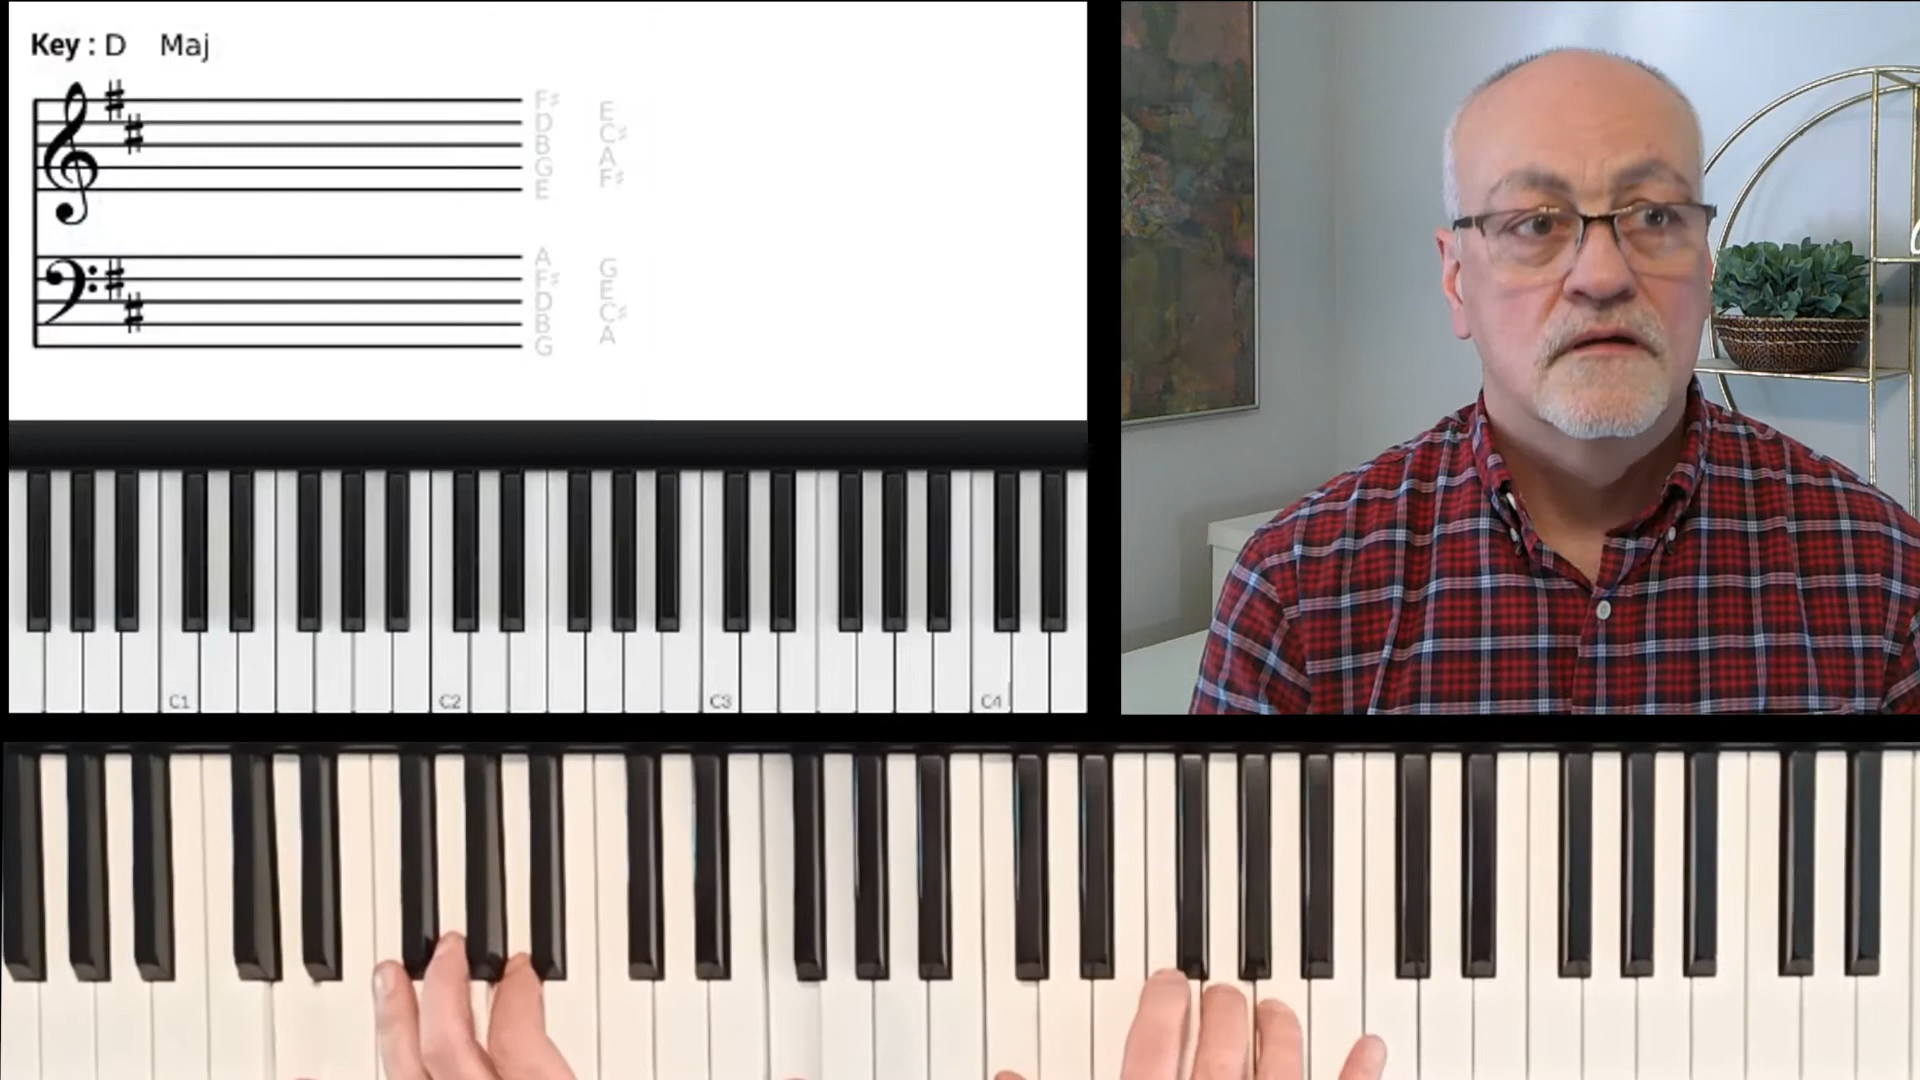 Key : D Maj
F♯ E
D C♯
B A
G F♯
E
A G
F♯ E
D C♯
B A
G
C1 C2 C3 C4